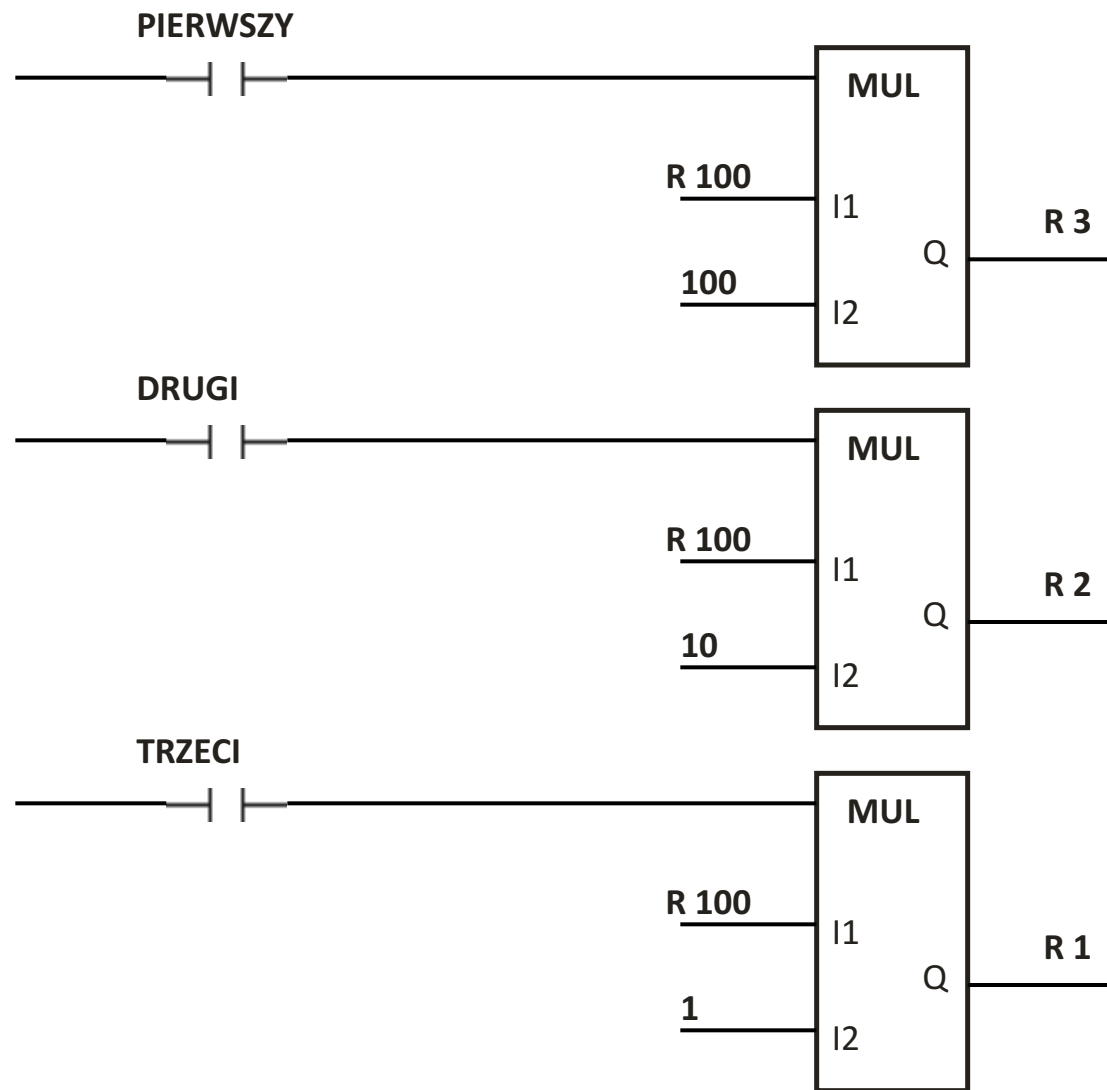 PIERWSZY
MUL
R 100
I1
R 3
Q
100
I2
DRUGI
MUL
R 100
I1
R 2
Q
10
I2
TRZECI
MUL
R 100
I1
R 1
Q
1
I2